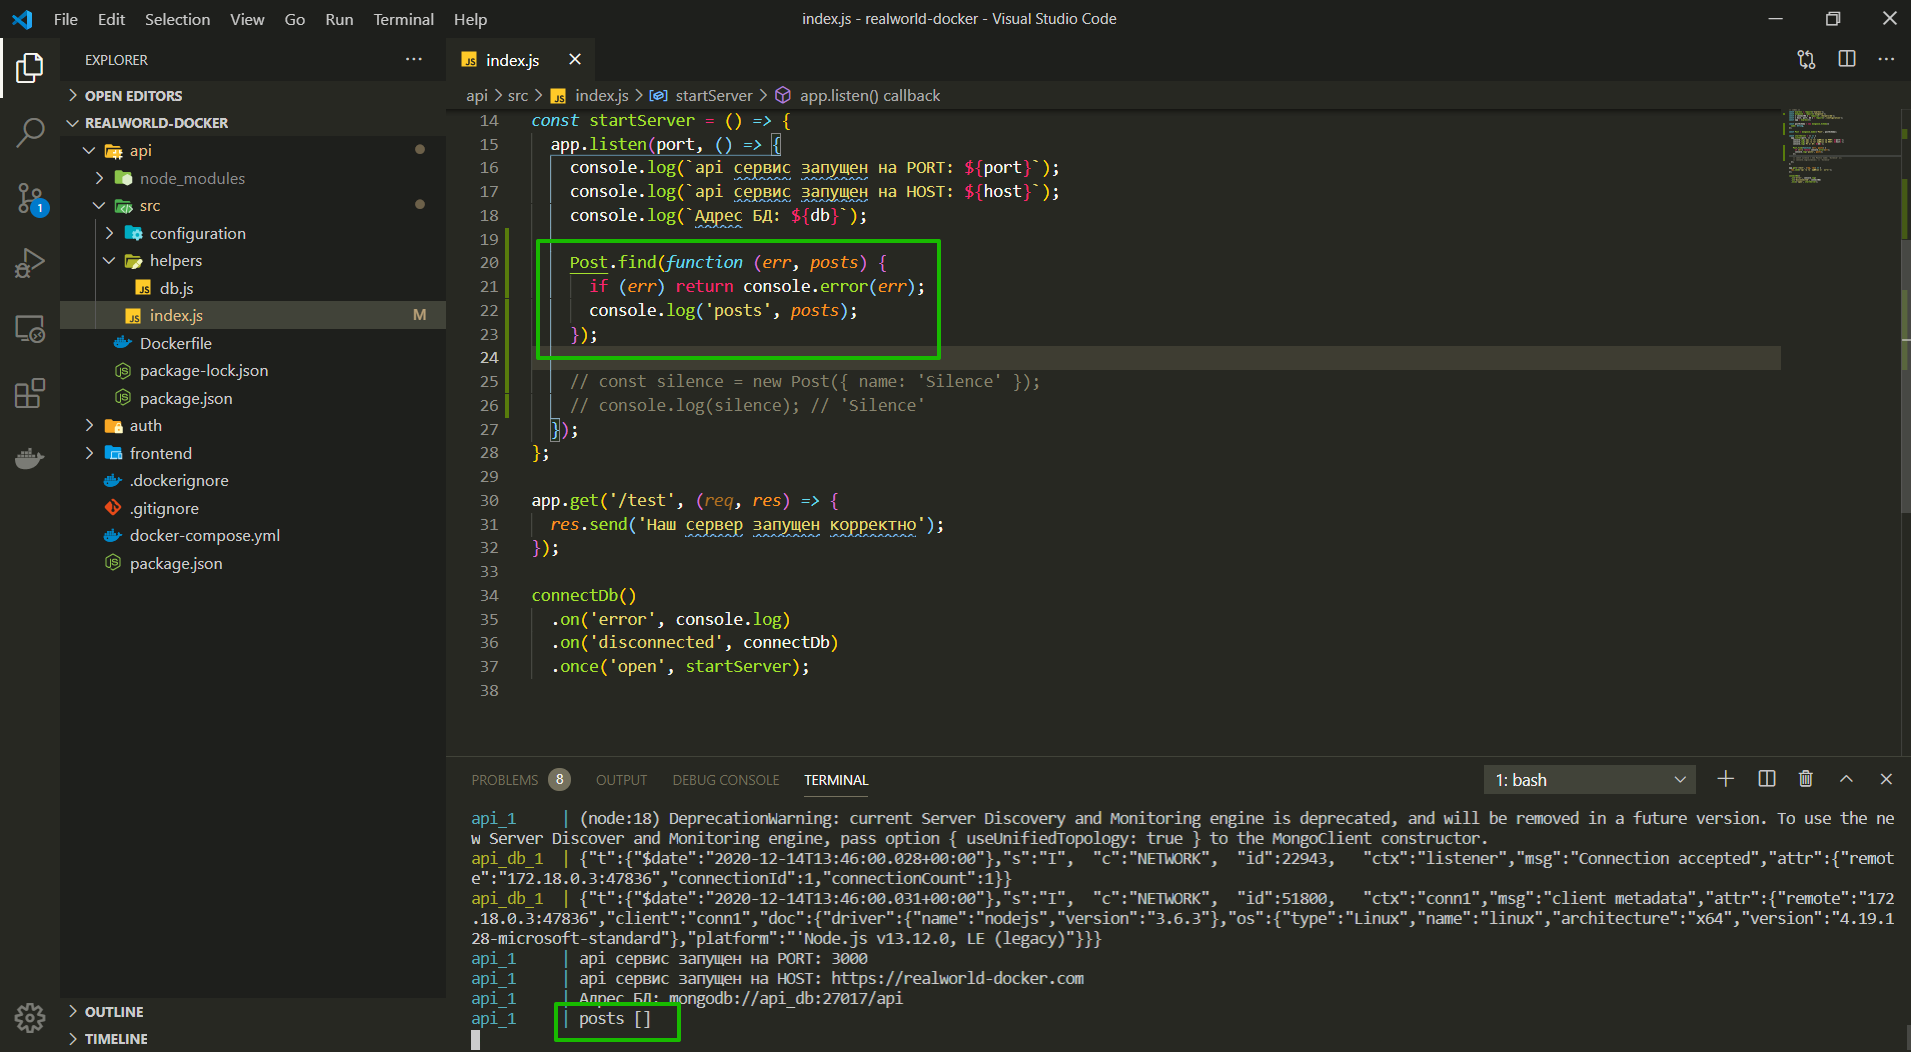 File Edit Selection View Go Run Terminal Help
index.js - realworld-docker - Visual Studio Code
EXPLORER
OPEN EDITORS
REALWORLD-DOCKER
api
node_modules
src
configuration
helpers
db.js
index.js M
Dockerfile
package-lock.json
package.json
auth
frontend
.dockerignore
.gitignore
docker-compose.yml
package.json
OUTLINE
TIMELINE
1
index.js
api > src > index.js > startServer > app.listen() callback
14 const startServer = () => {
15 app.listen(port, () => {
16 console.log(`api сервис запущен на PORT: ${port}`);
17 console.log(`api сервис запущен на HOST: ${host}`);
18 console.log(`Адрес БД: ${db}`);
19
20 Post.find(function (err, posts) {
21 if (err) return console.error(err);
22 console.log('posts', posts);
23 });
24
25 // const silence = new Post({ name: 'Silence' });
26 // console.log(silence); // 'Silence'
27 });
28 };
29
30 app.get('/test', (req, res) => {
31 res.send('Наш сервер запущен корректно');
32 });
33
34 connectDb()
35 .on('error', console.log)
36 .on('disconnected', connectDb)
37 .once('open', startServer);
38
PROBLEMS 8 OUTPUT DEBUG CONSOLE TERMINAL
1: bash
api_1 | (node:18) DeprecationWarning: current Server Discovery and Monitoring engine is deprecated, and will be removed in a future version. To use the ne
w Server Discover and Monitoring engine, pass option { useUnifiedTopology: true } to the MongoClient constructor.
api_db_1 | {"t":{"$date":"2020-12-14T13:46:00.028+00:00"},"s":"I", "c":"NETWORK", "id":22943, "ctx":"listener","msg":"Connection accepted","attr":{"remot
e":"172.18.0.3:47836","connectionId":1,"connectionCount":1}}
api_db_1 | {"t":{"$date":"2020-12-14T13:46:00.031+00:00"},"s":"I", "c":"NETWORK", "id":51800, "ctx":"conn1","msg":"client metadata","attr":{"remote":"172
.18.0.3:47836","client":"conn1","doc":{"driver":{"name":"nodejs","version":"3.6.3"},"os":{"type":"Linux","name":"linux","architecture":"x64","version":"4.19.1
28-microsoft-standard"},"platform":"'Node.js v13.12.0, LE (legacy)"}}}
api_1 | api сервис запущен на PORT: 3000
api_1 | api сервис запущен на HOST: https://realworld-docker.com
api_1 | Адрес БД: mongodb://api_db:27017/api
api_1 | posts []